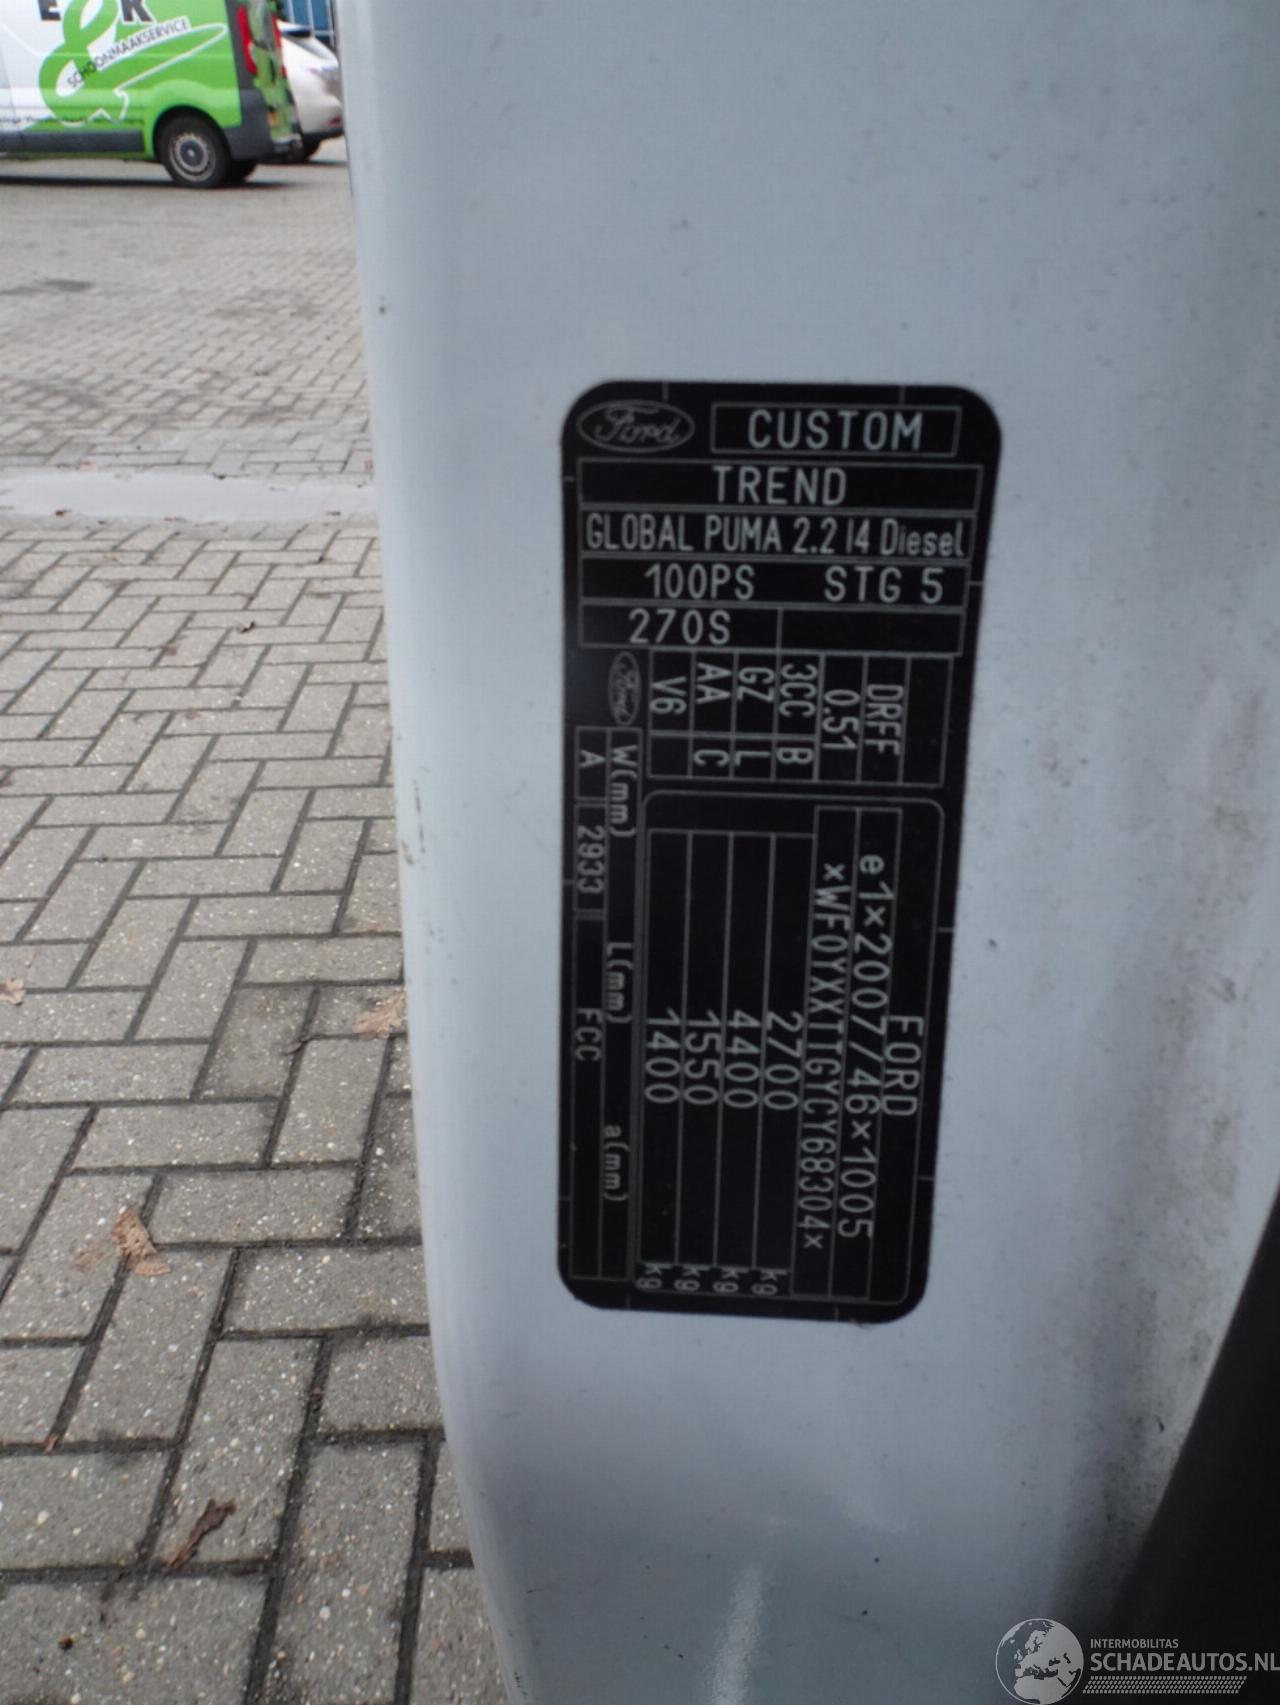 E K
&
SCHOONMAAKSERVICE
Ford CUSTOM
TREND
GLOBAL PUMA 2.2 I4 Diesel
100PS STG 5
270S
Ford
DRFF
0.51
3CC B
GZ L
AA C
V6
FORD
e1×2007/46×1005
×WF0YXXTTGYCY68304×
2700 kg
4400 kg
1550 kg
1400 kg
W(mm) L(mm) a(mm)
A 2933 FCC
INTERMOBILITAS
SCHADEAUTOS.NL